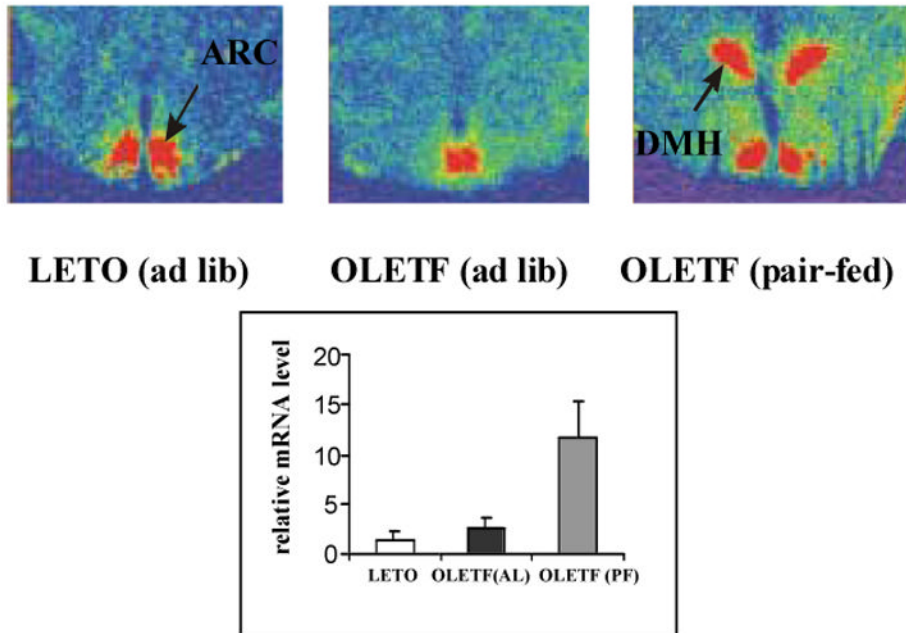 ARC
DMH
LETO (ad lib)
OLETF (ad lib)
OLETF (pair-fed)
relative mRNA level
20
15
10
5
0
LETO
OLETF(AL)
OLETF (PF)